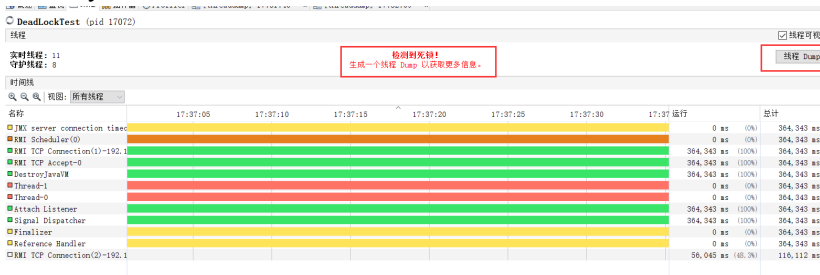 DeadLockTest (pid 17072)
线程
线程可视
实时线程: 11
守护线程: 8
检测到死锁!
生成一个线程 Dump 以获取更多信息。
线程 Dump
时间线
视图: 所有线程
名称 17:37:05 17:37:10 17:37:15 17:37:20 17:37:25 17:37:30 17:37 运行 总计
JMX server connection timeo 0 ms (0%) 364,343 ms
RMI Scheduler(0) 0 ms (0%) 364,343 ms
RMI TCP Connection(1)-192.1 364,343 ms (100%) 364,343 ms
RMI TCP Accept-0 364,343 ms (100%) 364,343 ms
DestroyJavaVM 364,343 ms (100%) 364,343 ms
Thread-1 0 ms (0%) 364,343 ms
Thread-0 0 ms (0%) 364,343 ms
Attach Listener 364,343 ms (100%) 364,343 ms
Signal Dispatcher 364,343 ms (100%) 364,343 ms
Finalizer 0 ms (0%) 364,343 ms
Reference Handler 0 ms (0%) 364,343 ms
RMI TCP Connection(2)-192.1 56,045 ms (48.3%) 116,112 ms